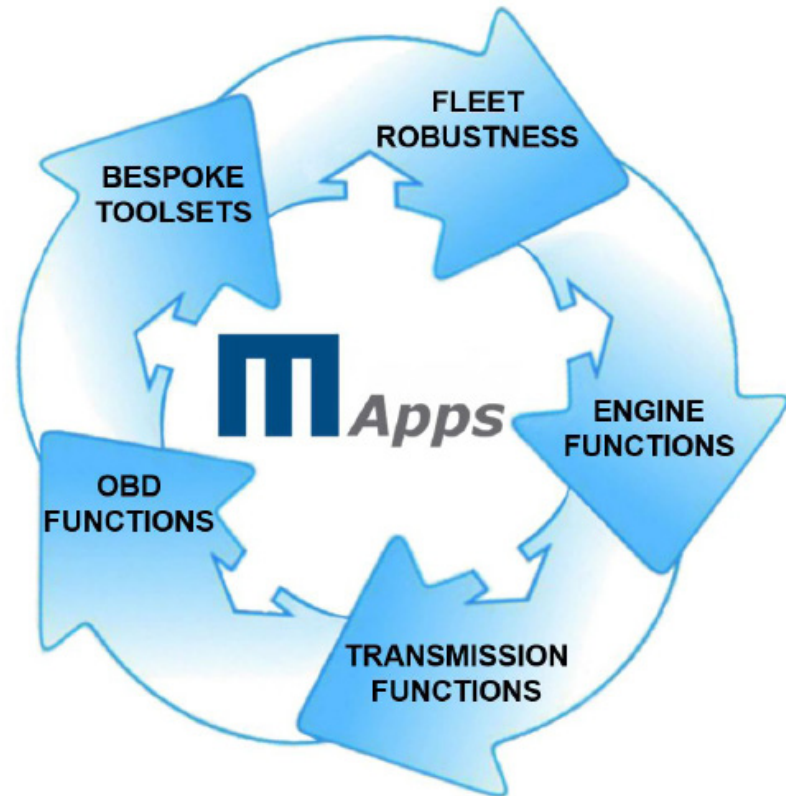 FLEET
ROBUSTNESS
BESPOKE
TOOLSETS
m Apps
ENGINE
FUNCTIONS
OBD
FUNCTIONS
TRANSMISSION
FUNCTIONS